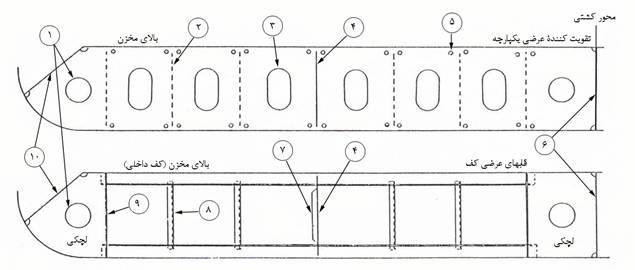 محور کشتی
۱ ۲ ۳ ۴ ۵
بالای مخزن
تقویت کنندهٔ عرضی یکپارچه
۱۰ ۷ ۴ ۶
بالای مخزن (کف داخلی)
قابهای عرضی کف
۹ ۸
لچکی
لچکی